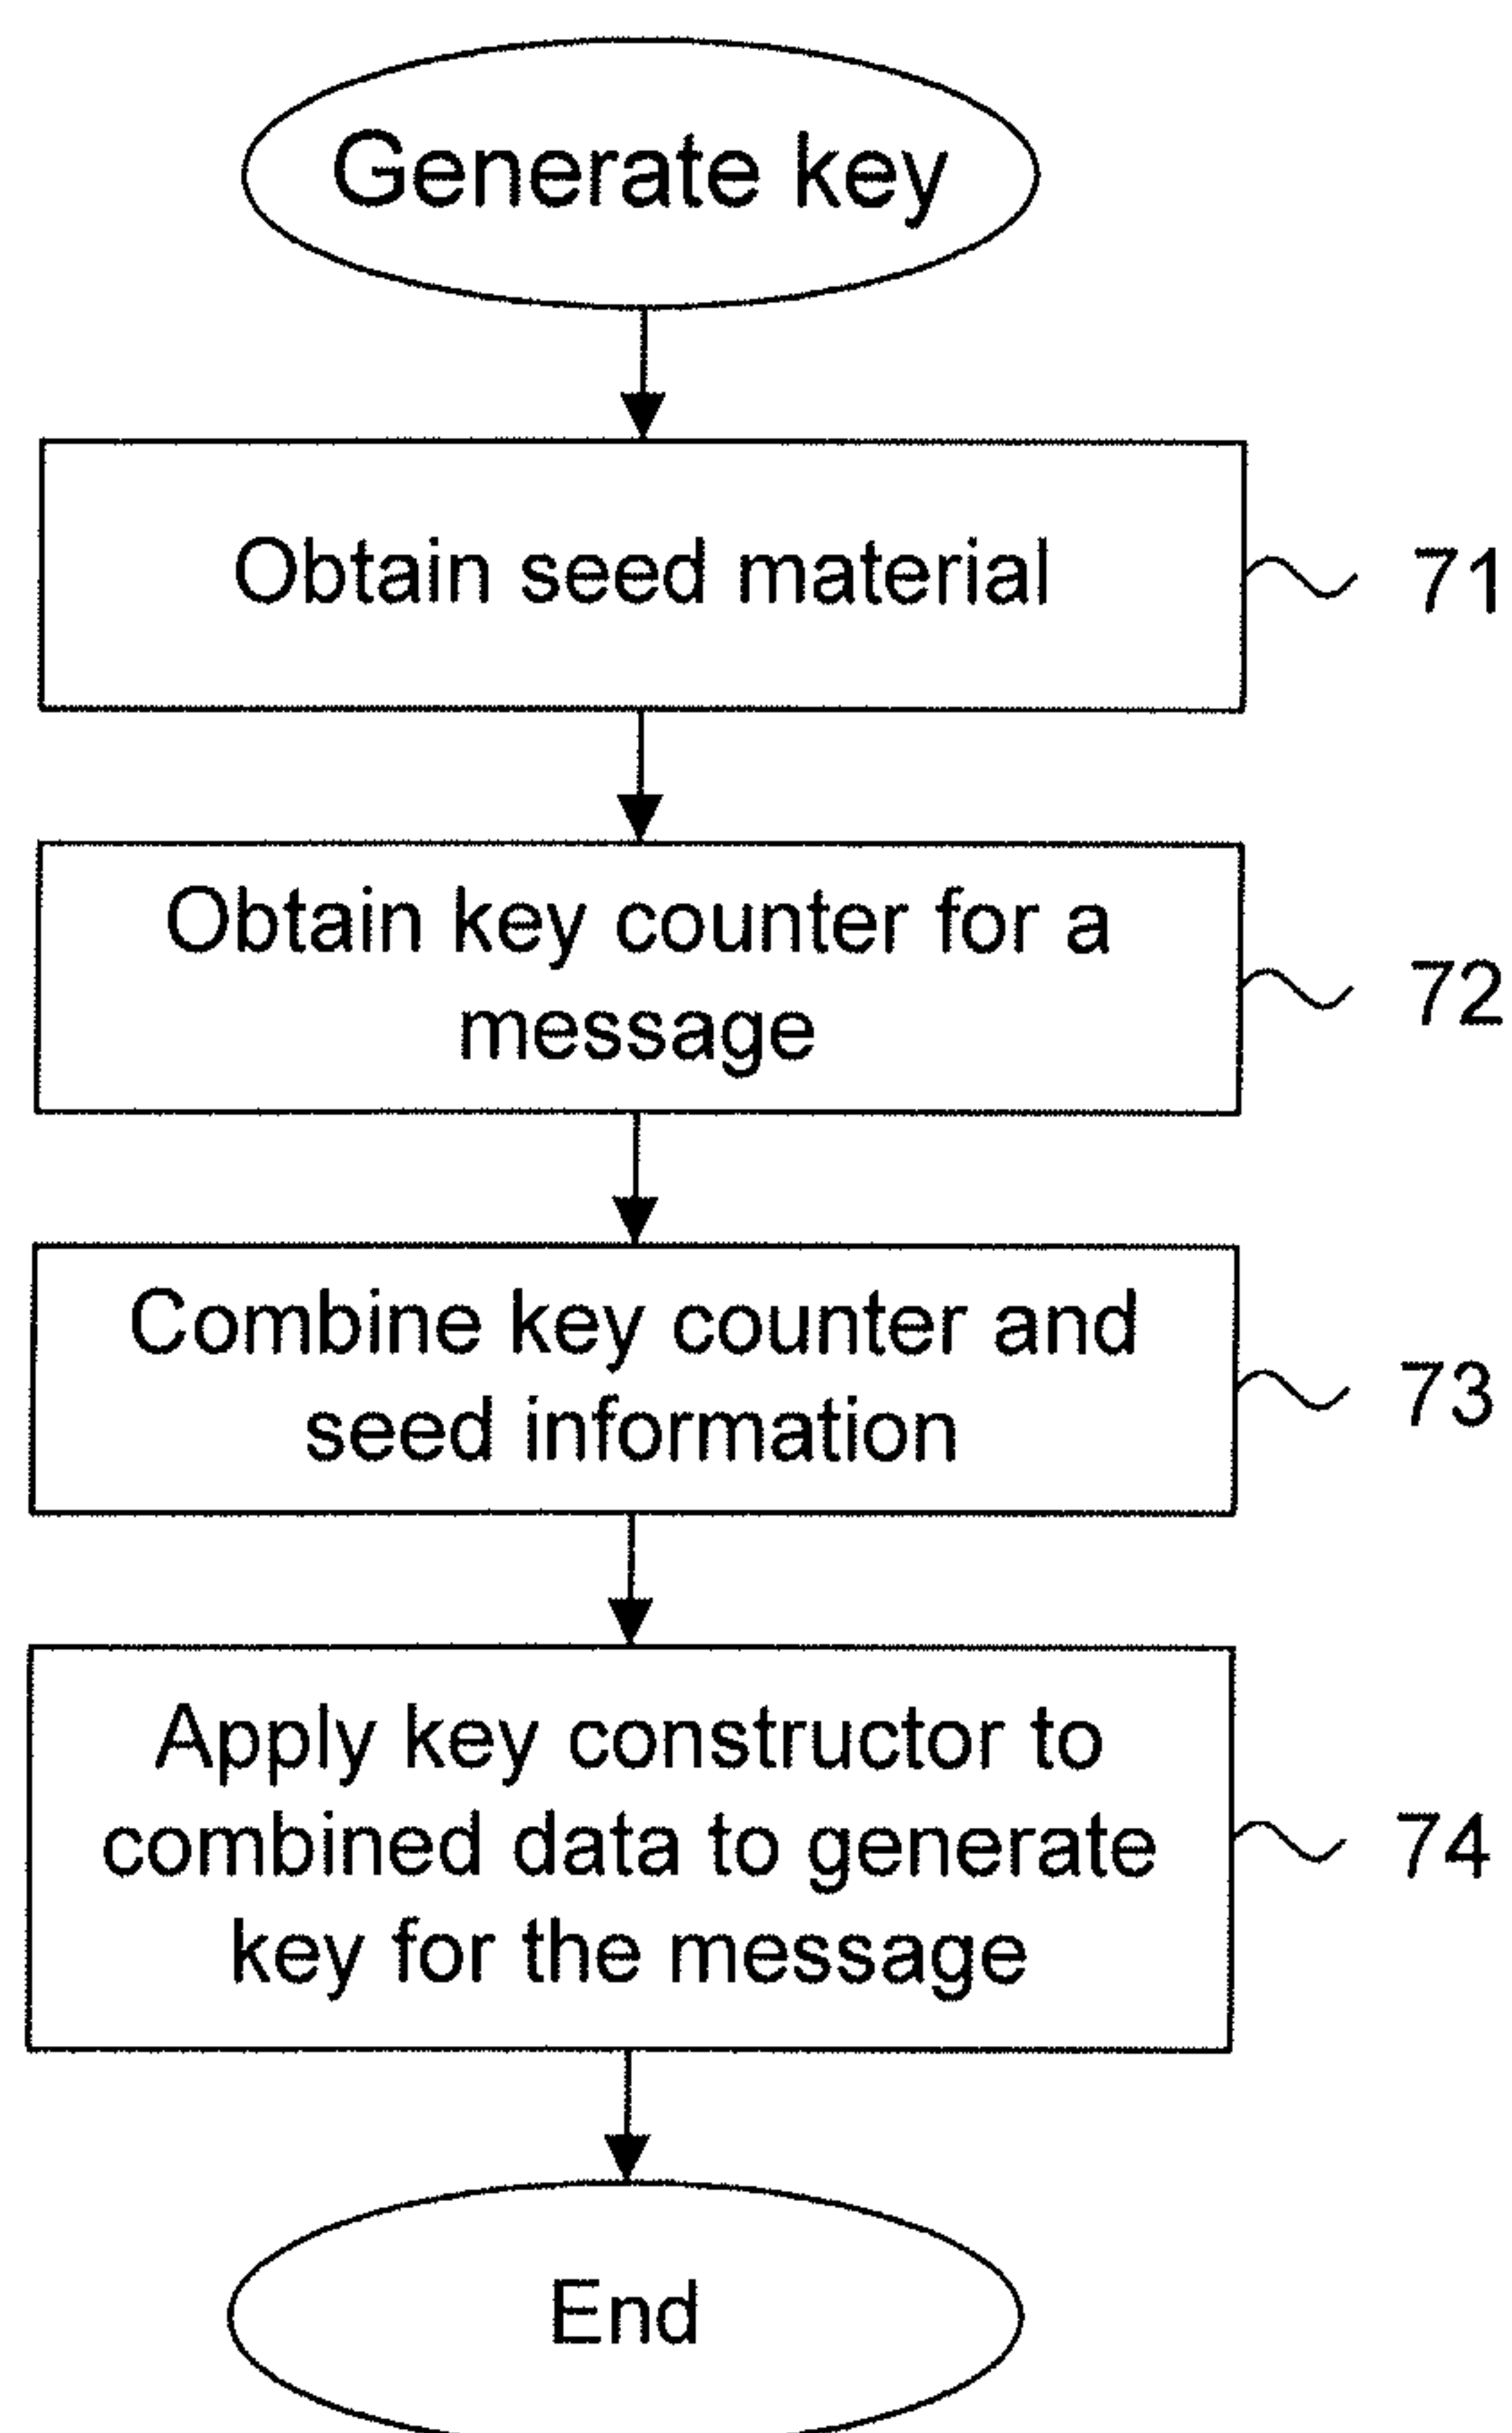 Generate key
Obtain seed material
71
Obtain key counter for a
message
72
Combine key counter and
seed information
73
Apply key constructor to
combined data to generate
key for the message
74
End